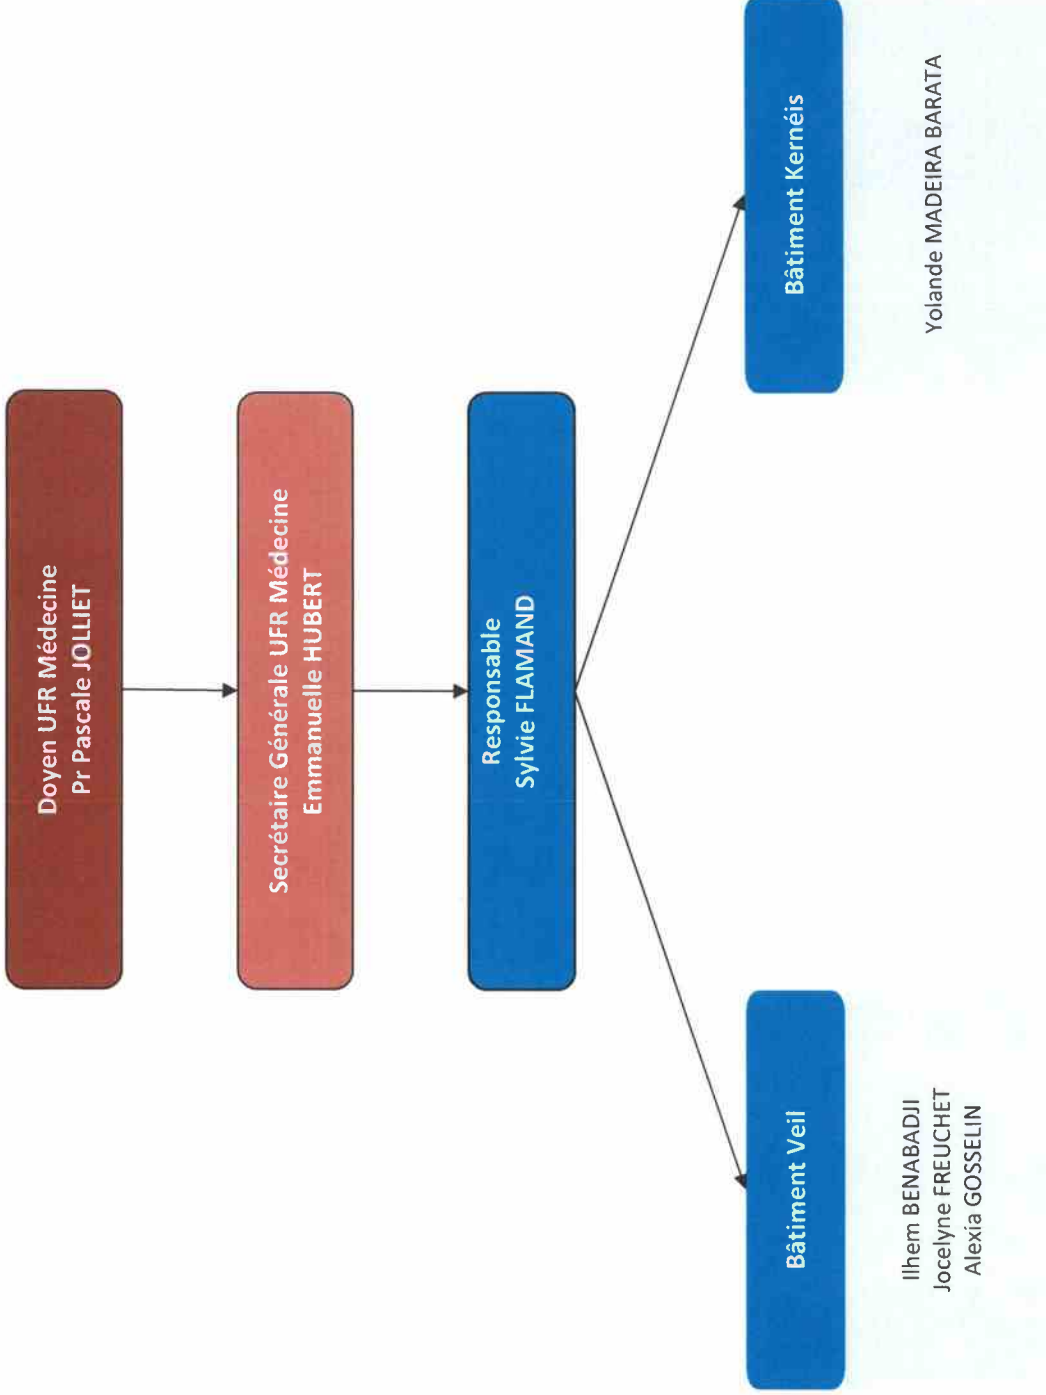 Doyen UFR Médecine
Pr Pascale JOLLIET
Secrétaire Générale UFR Médecine
Emmanuelle HUBERT
Responsable
Sylvie FLAMAND
Bâtiment Veil
Ilhem BENABADJI
Jocelyne FREUCHET
Alexia GOSSELIN
Bâtiment Kernéis
Yolande MADEIRA BARATA